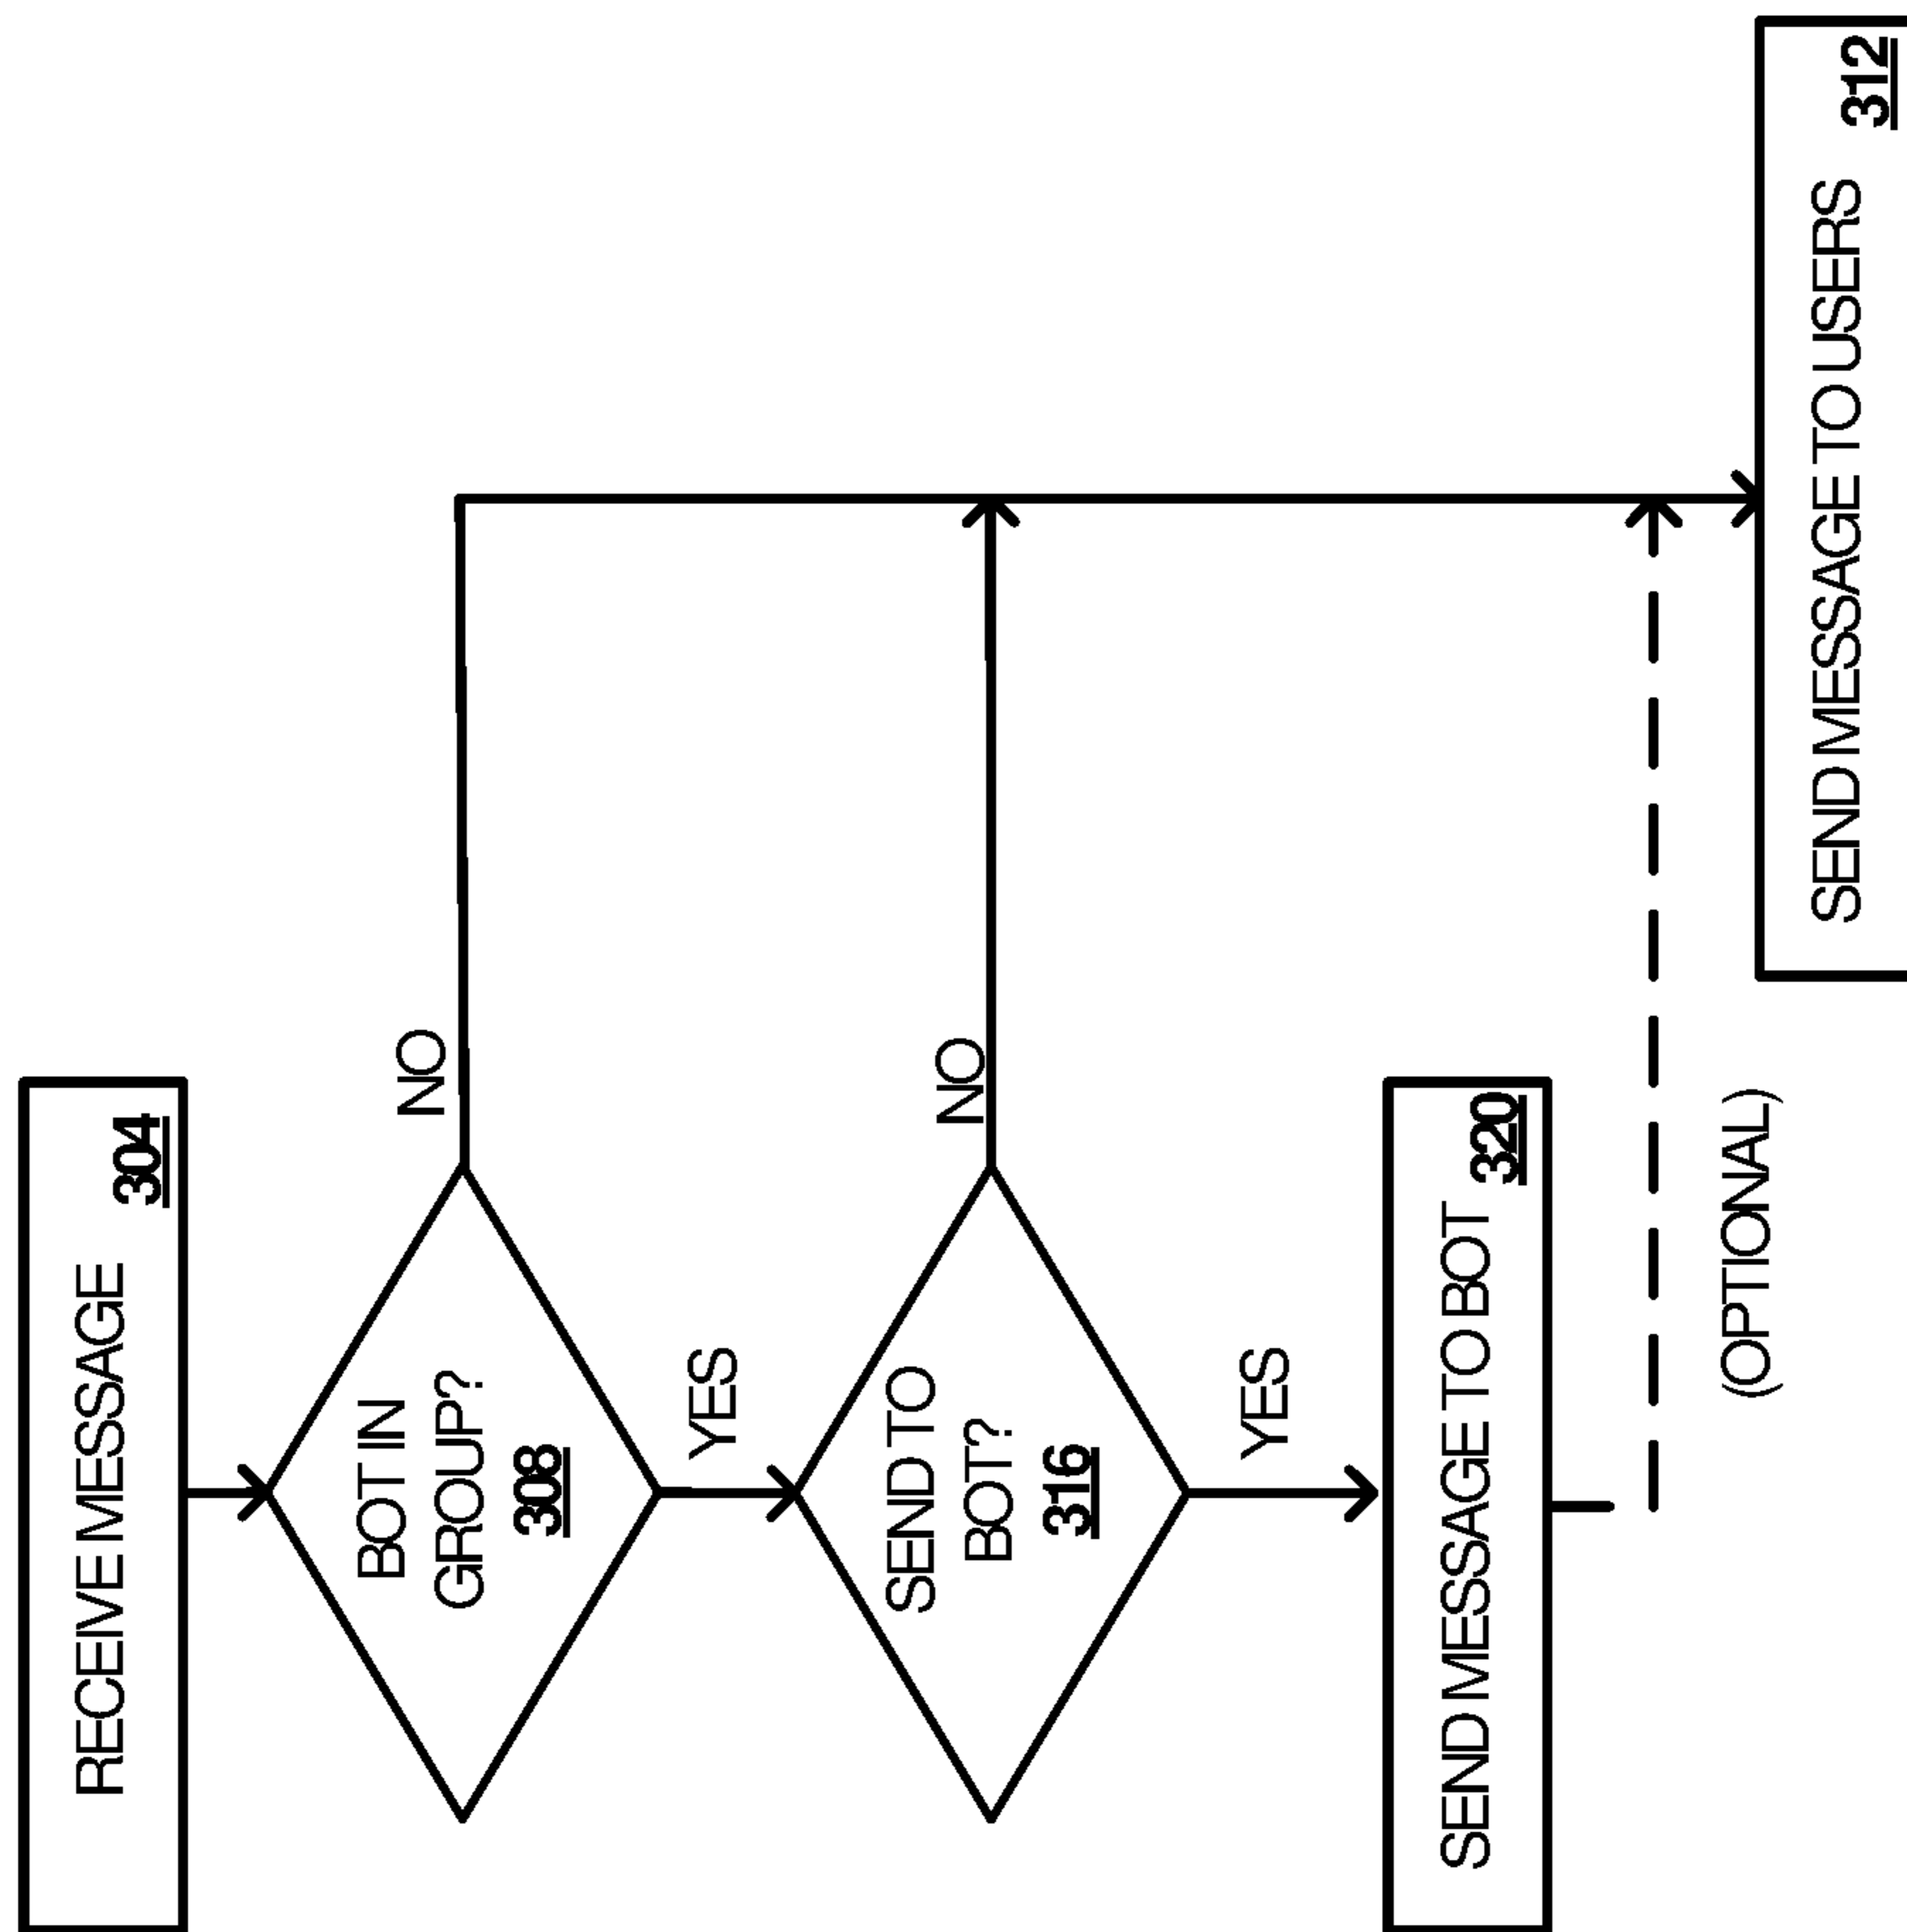 RECEIVE MESSAGE
304
BOT IN
GROUP?
308
NO
YES
SEND TO
BOT?
316
NO
YES
SEND MESSAGE TO BOT
320
(OPTIONAL)
SEND MESSAGE TO USERS
312